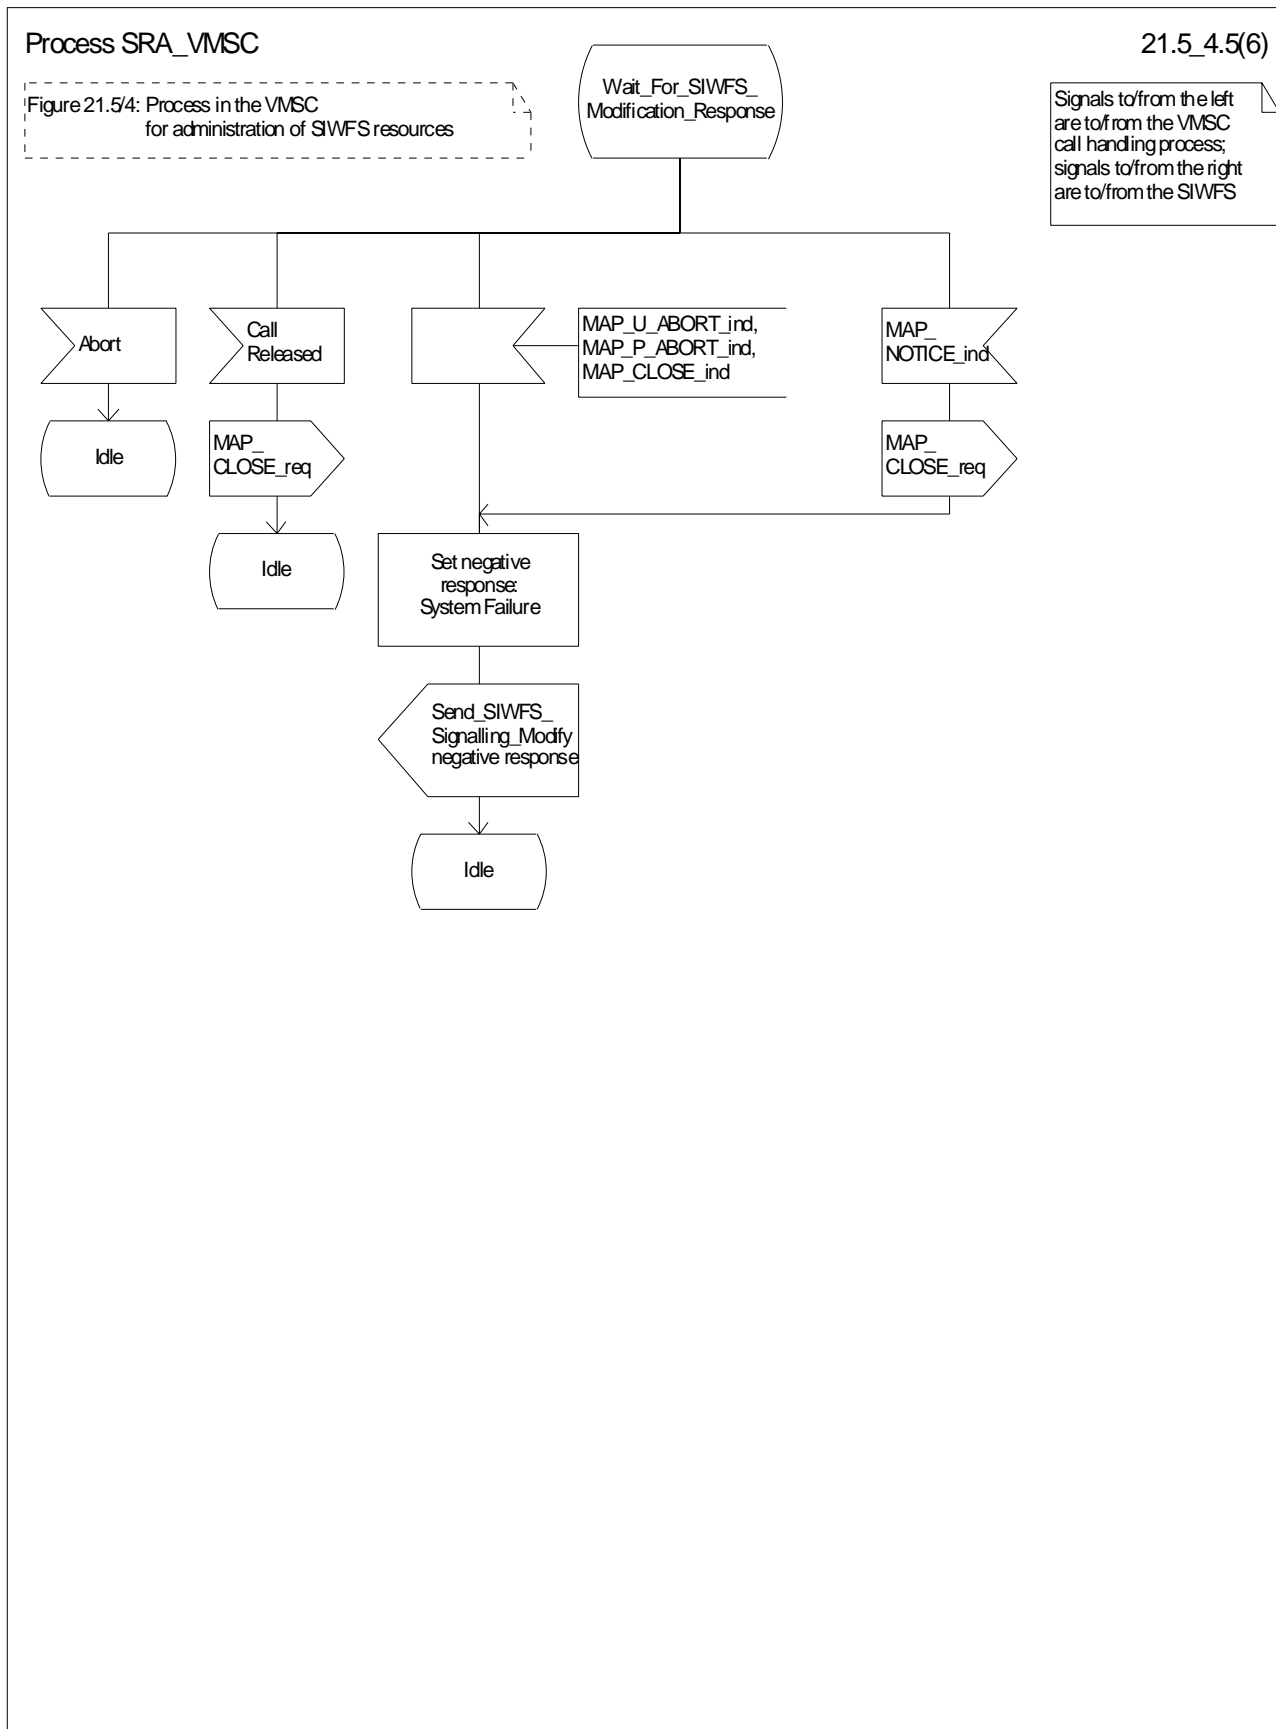 Process SRA_VMSC
21.5_4.5(6)
Figure 21.5/4: Process in the VMSC
for administration of SIWFS resources
Wait_For_SIWFS_
Modification_Response
Signals to/from the left
are to/from the VMSC
call handling process;
signals to/from the right
are to/from the SIWFS
Abort
Call
Released
MAP_U_ABORT_ind,
MAP_P_ABORT_ind,
MAP_CLOSE_ind
MAP_
NOTICE_ind
Idle
MAP_
CLOSE_req
MAP_
CLOSE_req
Idle
Set negative
response:
System Failure
Send_SIWFS_
Signalling_Modify
negative response
Idle